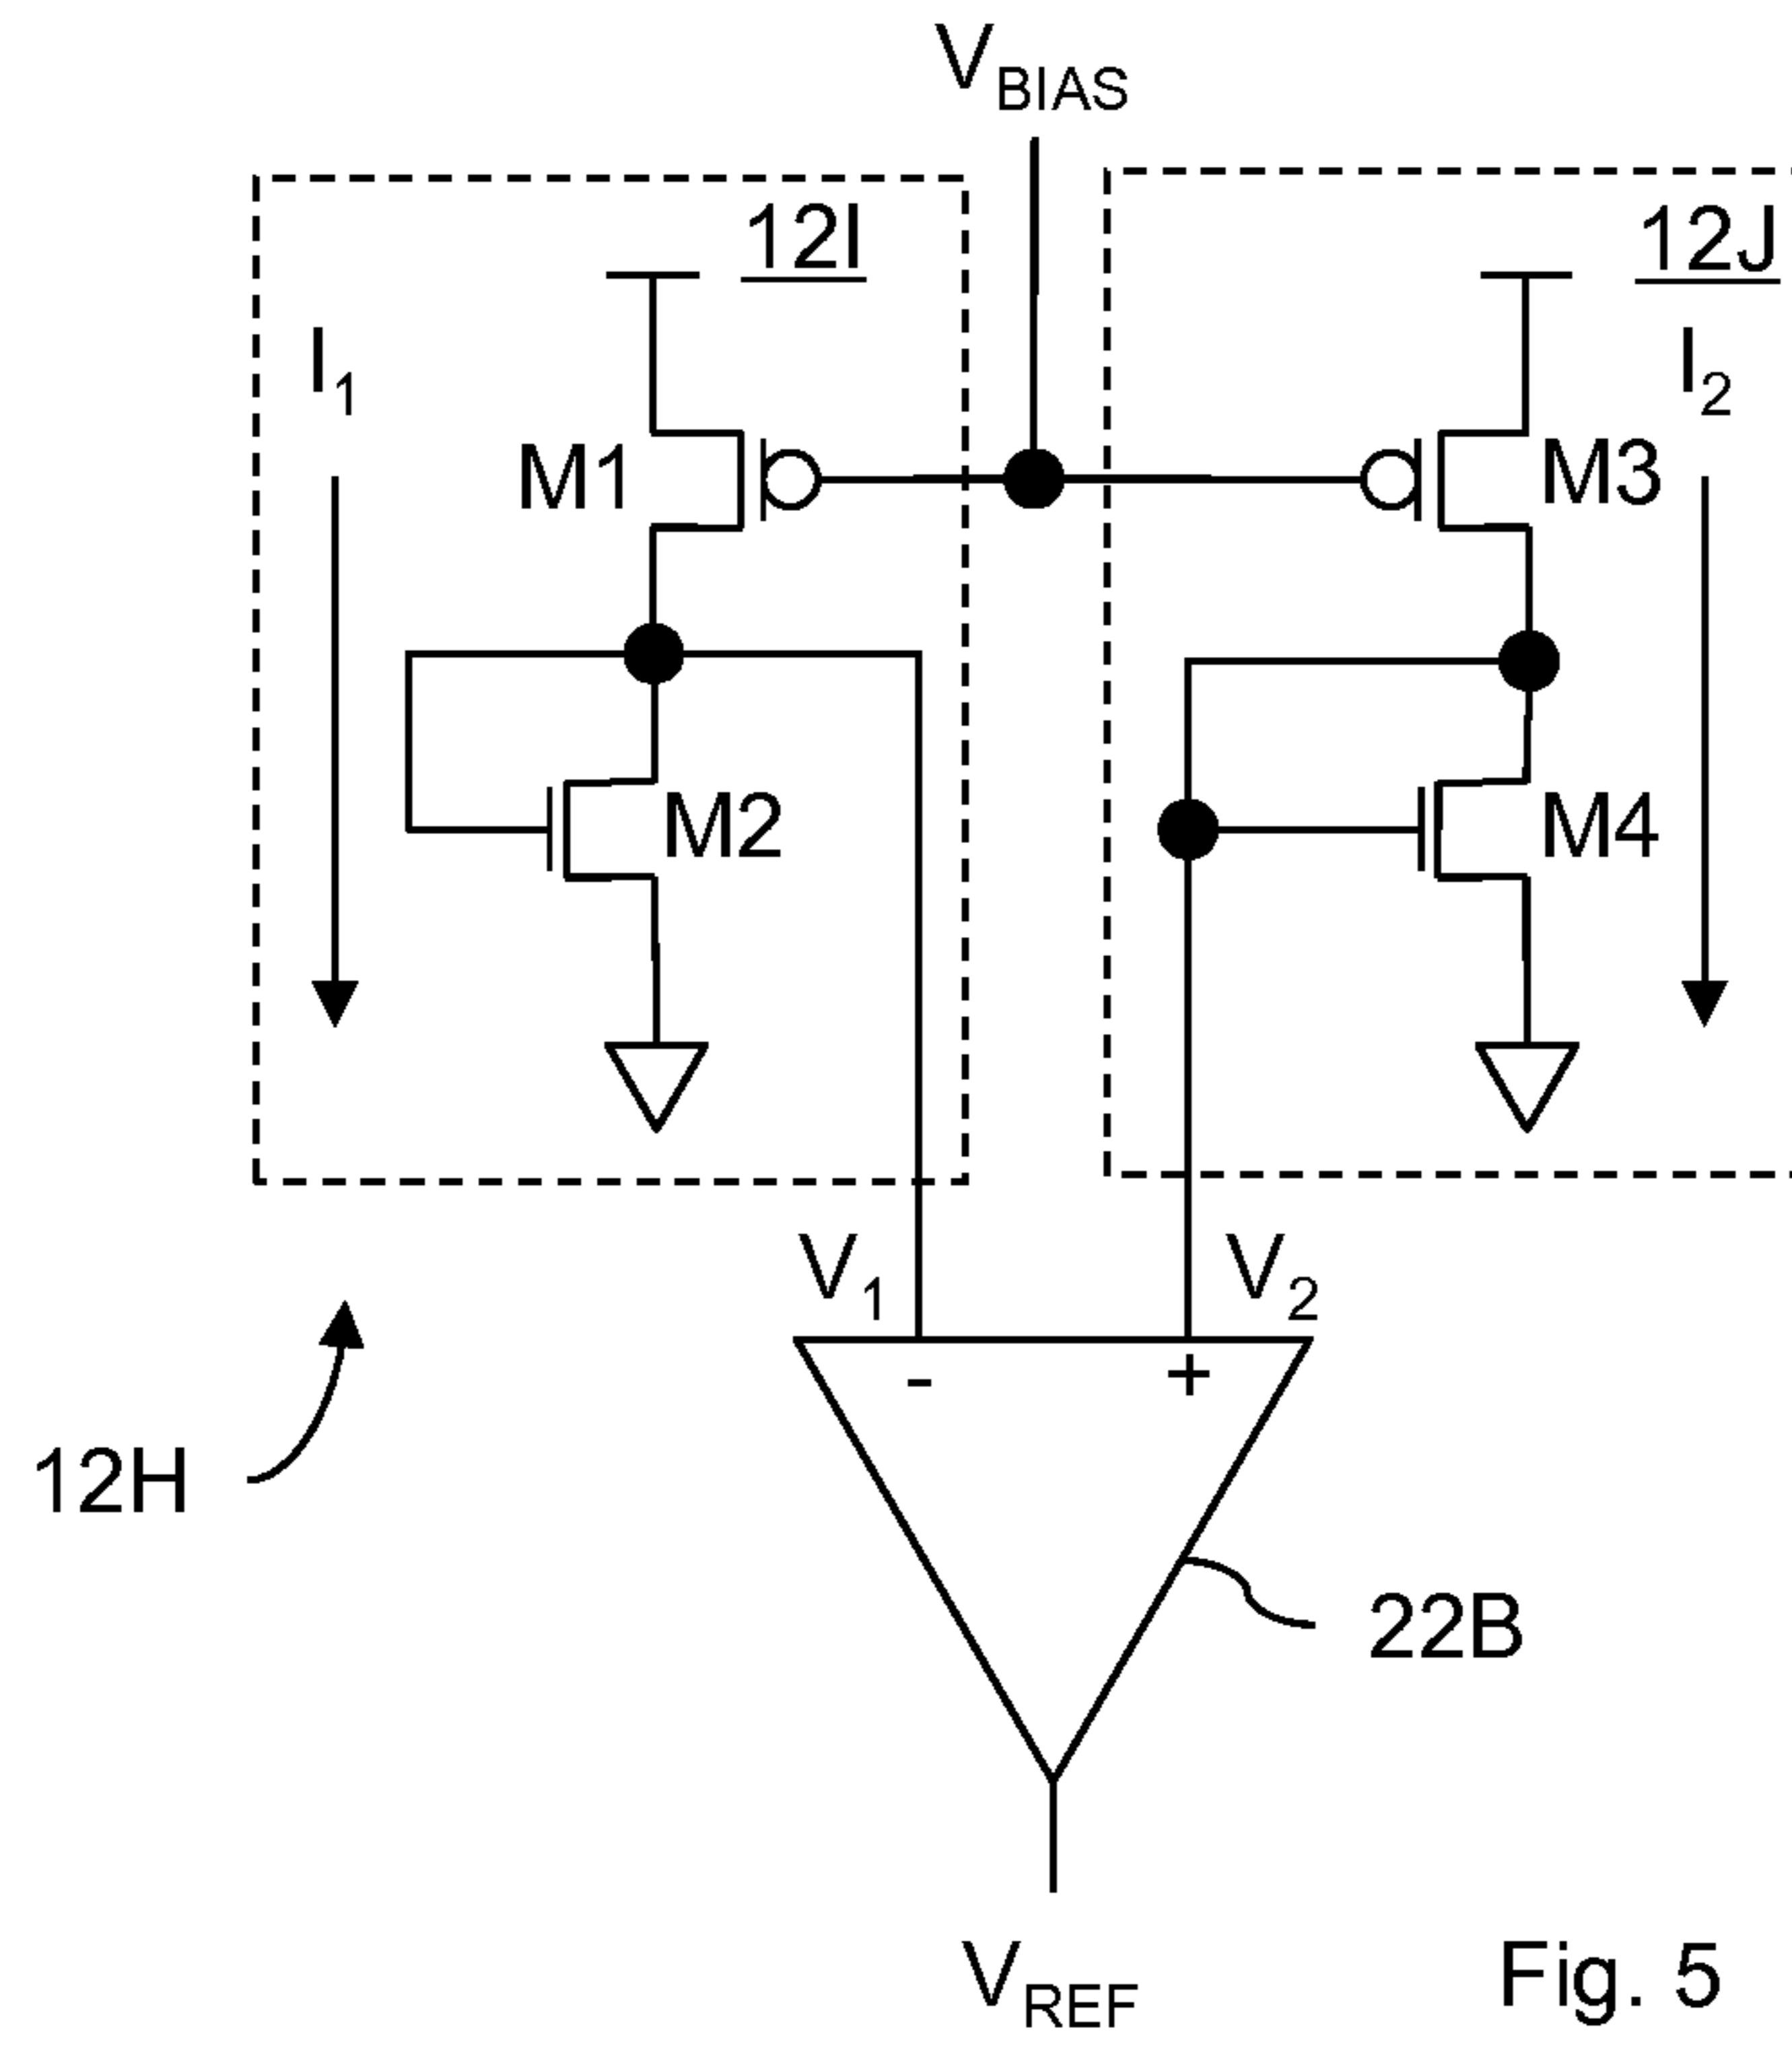 VBIAS
12I
12J
I1
I2
M1
M3
M2
M4
V1
V2
- +
12H
22B
VREF
Fig. 5